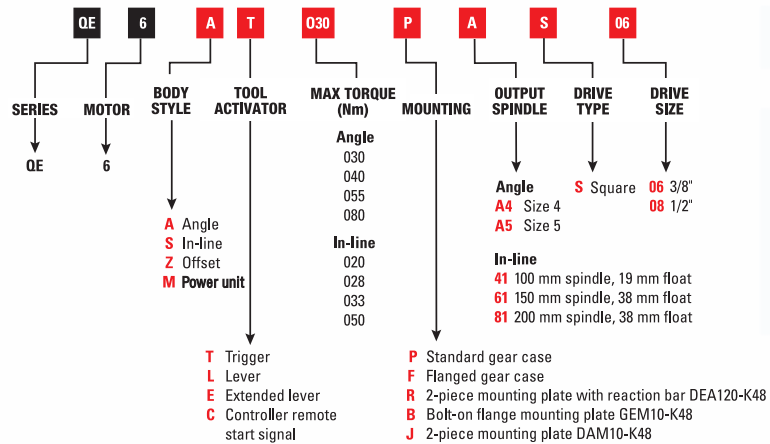 QE 6 A T 030 P A S 06
SERIES
MOTOR
BODY
STYLE
TOOL
ACTIVATOR
MAX TORQUE
(Nm)
MOUNTING
OUTPUT
SPINDLE
DRIVE
TYPE
DRIVE
SIZE
QE
6
A Angle
S In-line
Z Offset
M Power unit
T Trigger
L Lever
E Extended lever
C Controller remote
start signal
Angle
030
040
055
080
In-line
020
028
033
050
P Standard gear case
F Flanged gear case
R 2-piece mounting plate with reaction bar DEA120-K48
B Bolt-on flange mounting plate GEM10-K48
J 2-piece mounting plate DAM10-K48
Angle
A4 Size 4
A5 Size 5
In-line
41 100 mm spindle, 19 mm float
61 150 mm spindle, 38 mm float
81 200 mm spindle, 38 mm float
S Square
06 3/8"
08 1/2"